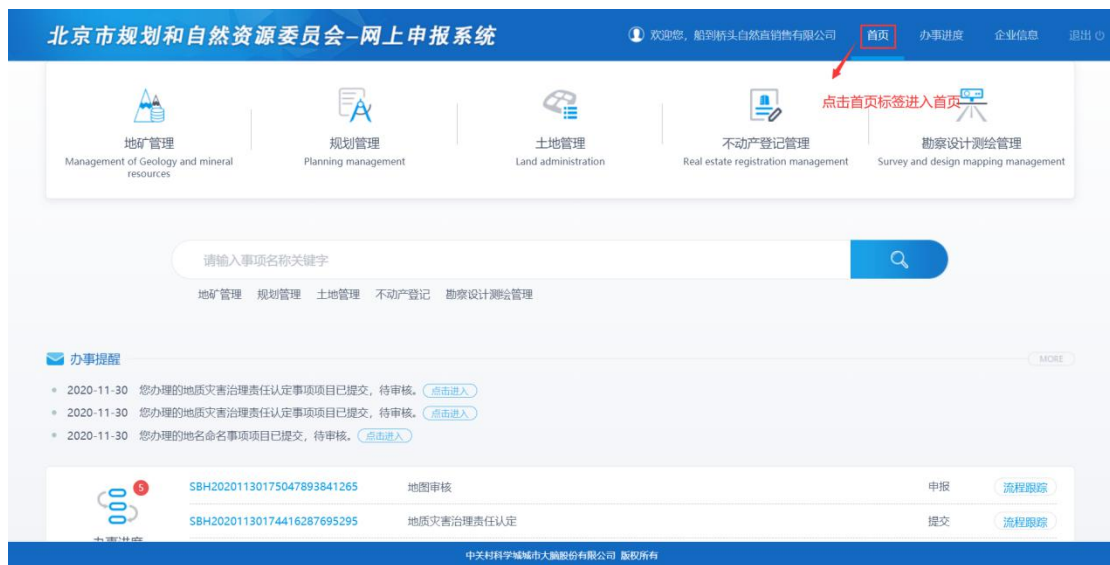 北京市规划和自然资源委员会-网上申报系统
欢迎您，船到桥头自然直销售有限公司 首页 办事进度 企业信息 退出
点击首页标签进入首页
地矿管理 规划管理 土地管理 不动产登记管理 勘察设计测绘管理
Management of Geology and mineral resources Planning management Land administration Real estate registration management Survey and design mapping management
请输入事项名称关键字
地矿管理 规划管理 土地管理 不动产登记 勘察设计测绘管理
办事提醒 MORE
2020-11-30 您办理的地质灾害治理责任认定事项项目已提交，待审核。 点击进入
2020-11-30 您办理的地质灾害治理责任认定事项项目已提交，待审核。 点击进入
2020-11-30 您办理的地名命名事项项目已提交，待审核。 点击进入
5 SBH20201130175047893841265 地图审核 申报 流程跟踪
SBH20201130174416287695295 地质灾害治理责任认定 提交 流程跟踪
办事进度
中关村科学城城市大脑股份有限公司 版权所有